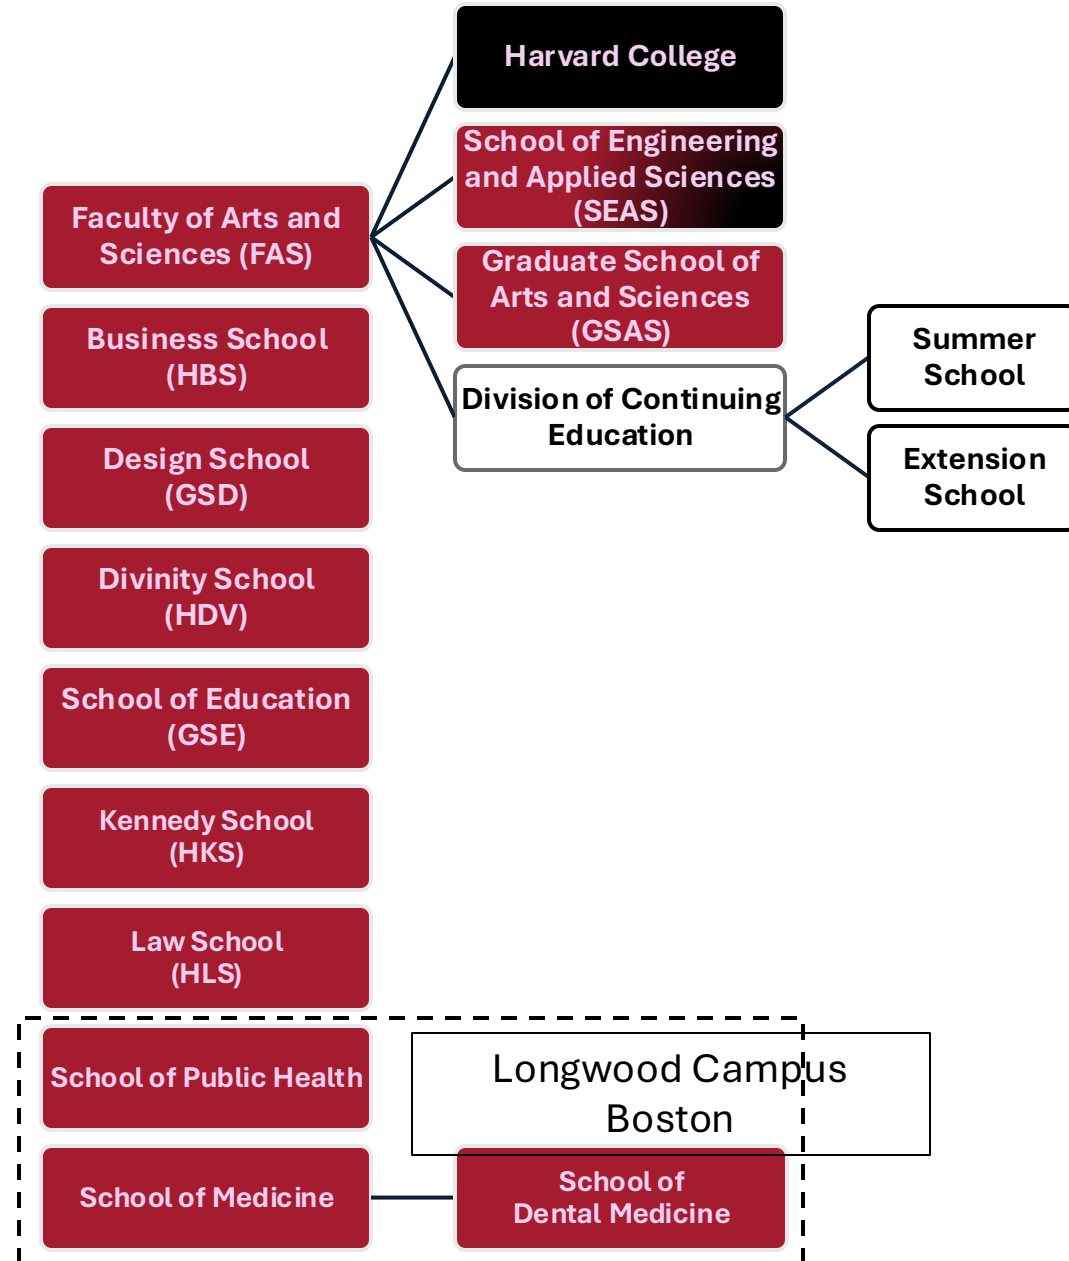 Harvard College
School of Engineering
and Applied Sciences
(SEAS)
Faculty of Arts and
Sciences (FAS)
Graduate School of
Arts and Sciences
(GSAS)
Business School
(HBS)
Division of Continuing
Education
Summer
School
Design School
(GSD)
Extension
School
Divinity School
(HDV)
School of Education
(GSE)
Kennedy School
(HKS)
Law School
(HLS)
School of Public Health
Longwood Campus
Boston
School of Medicine
School of
Dental Medicine